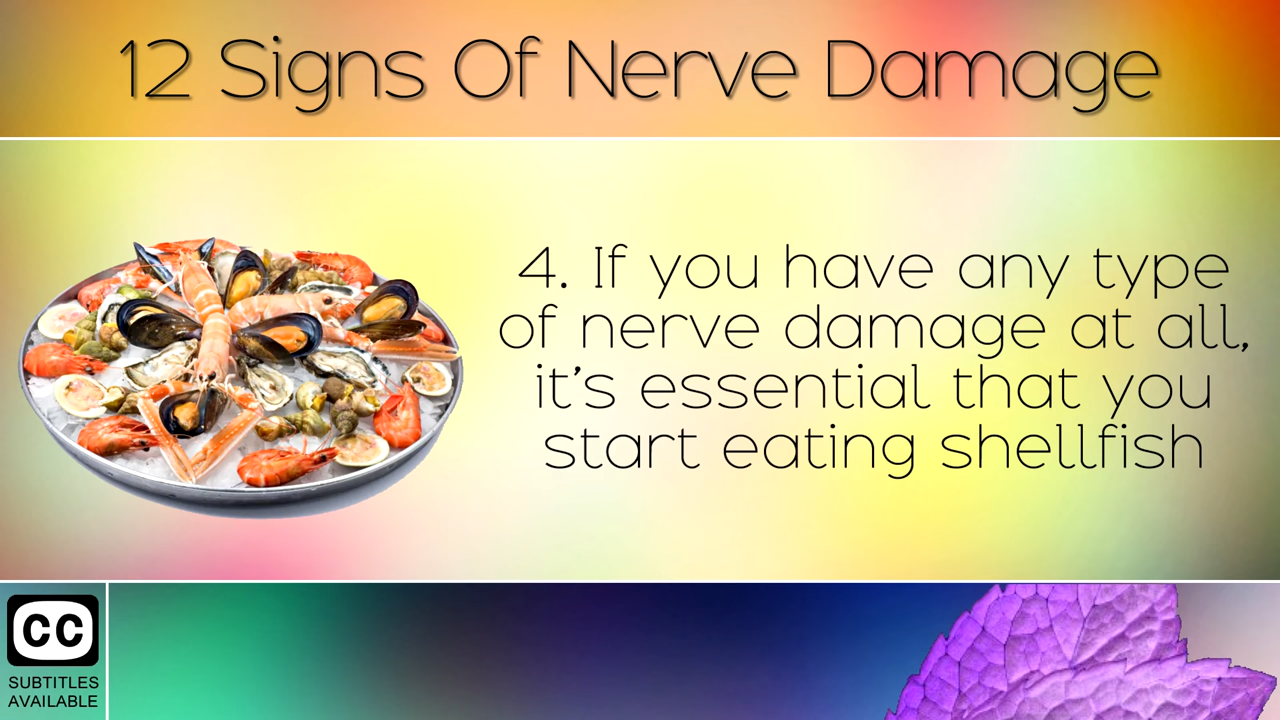 12 Signs Of Nerve Damage
4. If you have any type
of nerve damage at all,
it's essential that you
start eating shellfish
CC
SUBTITLES
AVAILABLE